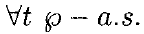 ∀t ℘ − a.s.